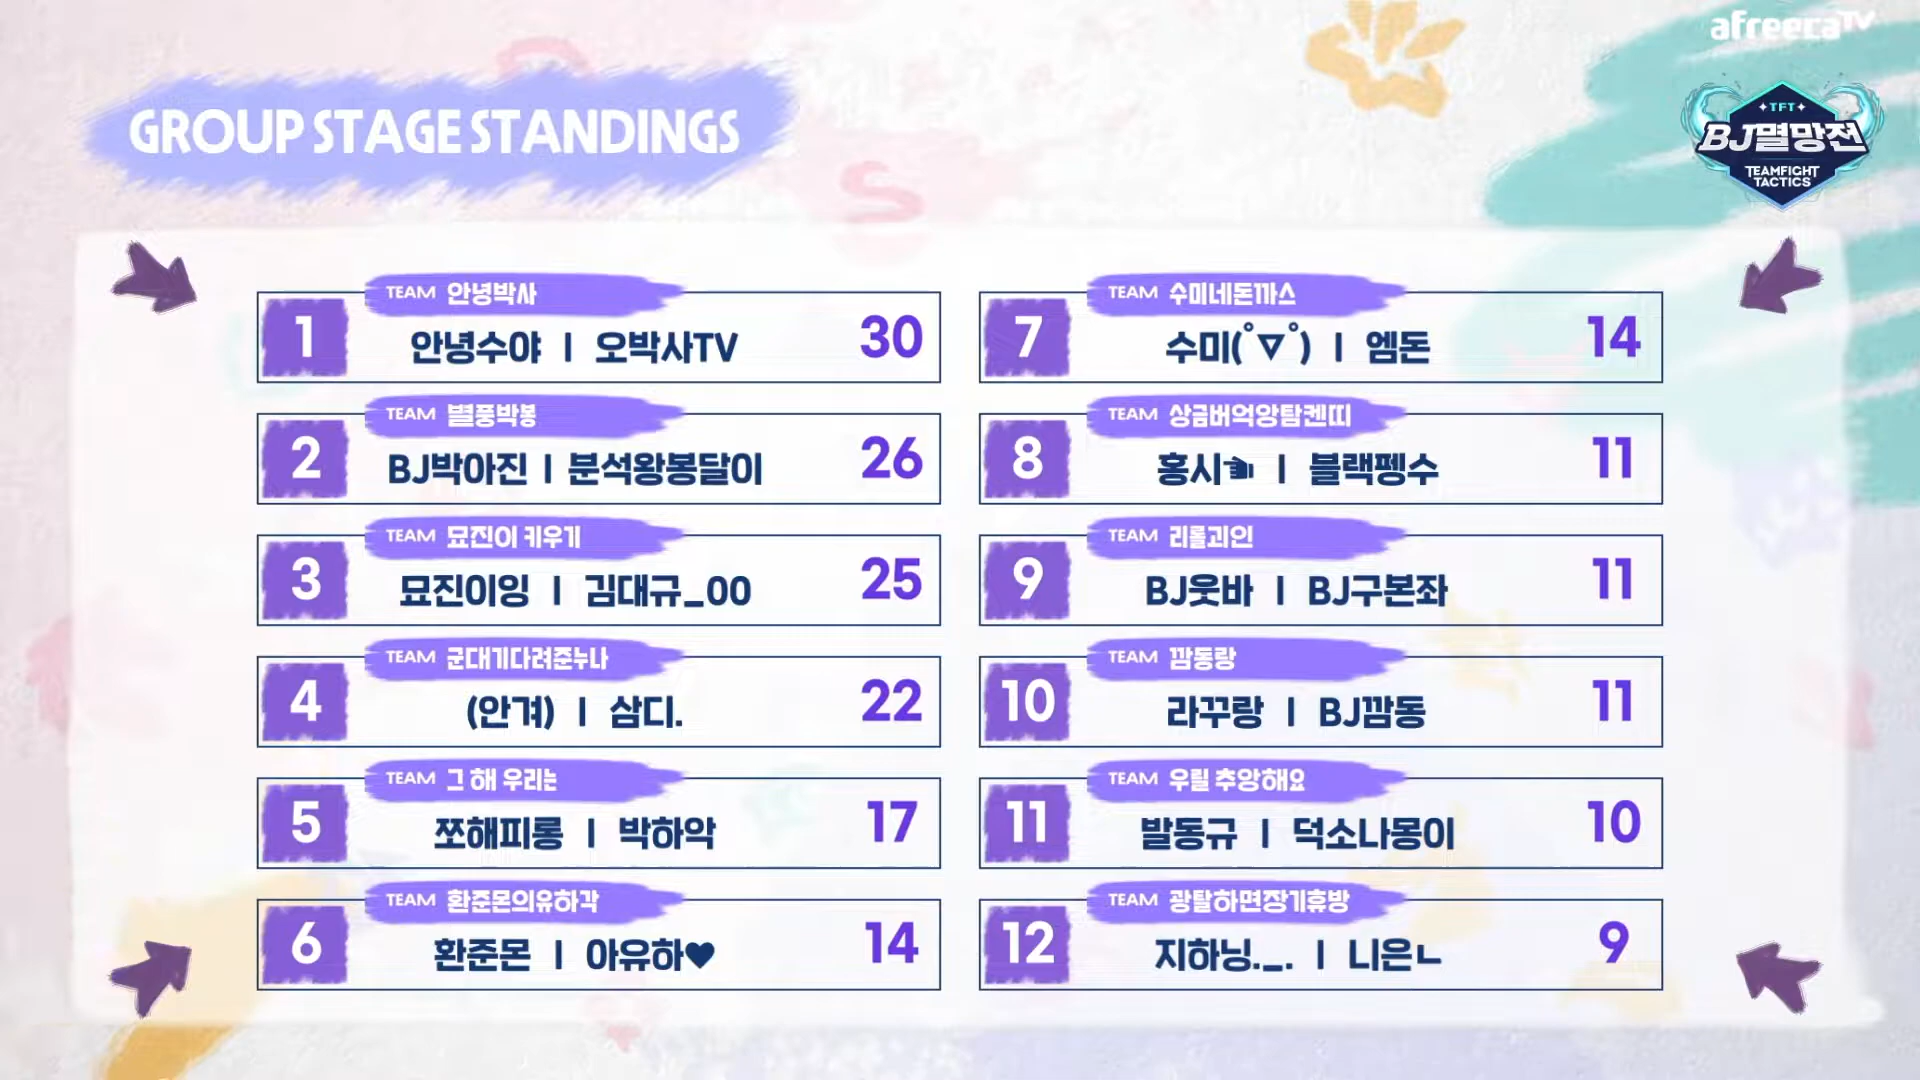 afreecaTV
GROUP STAGE STANDINGS
TFT
BJ멸망전
TEAMFIGHT
TACTICS
TEAM 안녕박사
1 안녕수야 | 오박사TV 30
TEAM 별풍박봉
2 BJ박아진 | 분석왕봉달이 26
TEAM 묘진이 키우기
3 묘진이잉 | 김대규_00 25
TEAM 군대기다려준누나
4 (안겨) | 삼디. 22
TEAM 그 해 우리는
5 쪼해피롱 | 박하악 17
TEAM 환준몬의유하각
6 환준몬 | 아유하♥ 14
TEAM 수미네돈까스
7 수미(ﾟ▽ﾟ) | 엠돈 14
TEAM 상금버억앙탐켄띠
8 홍시☚ | 블랙펭수 11
TEAM 리롤괴인
9 BJ웃바 | BJ구본좌 11
TEAM 깜동랑
10 라꾸랑 | BJ깜동 11
TEAM 우릴 추앙해요
11 발동규 | 덕소나몽이 10
TEAM 광탈하면장기휴방
12 지하닝._. | 니은ㄴ 9